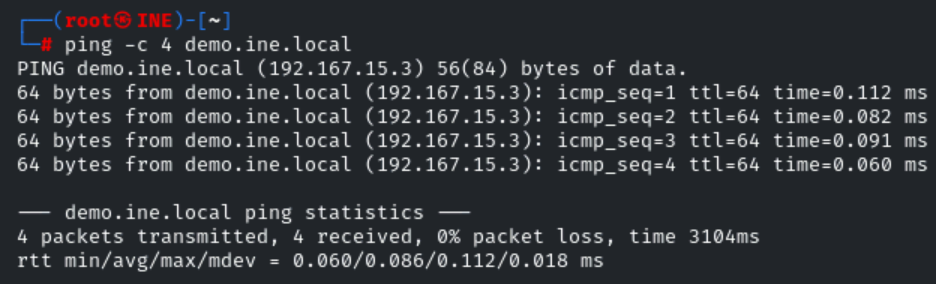 ┌──(root㉿INE)-[~]
└─# ping -c 4 demo.ine.local
PING demo.ine.local (192.167.15.3) 56(84) bytes of data.
64 bytes from demo.ine.local (192.167.15.3): icmp_seq=1 ttl=64 time=0.112 ms
64 bytes from demo.ine.local (192.167.15.3): icmp_seq=2 ttl=64 time=0.082 ms
64 bytes from demo.ine.local (192.167.15.3): icmp_seq=3 ttl=64 time=0.091 ms
64 bytes from demo.ine.local (192.167.15.3): icmp_seq=4 ttl=64 time=0.060 ms
--- demo.ine.local ping statistics ---
4 packets transmitted, 4 received, 0% packet loss, time 3104ms
rtt min/avg/max/mdev = 0.060/0.086/0.112/0.018 ms